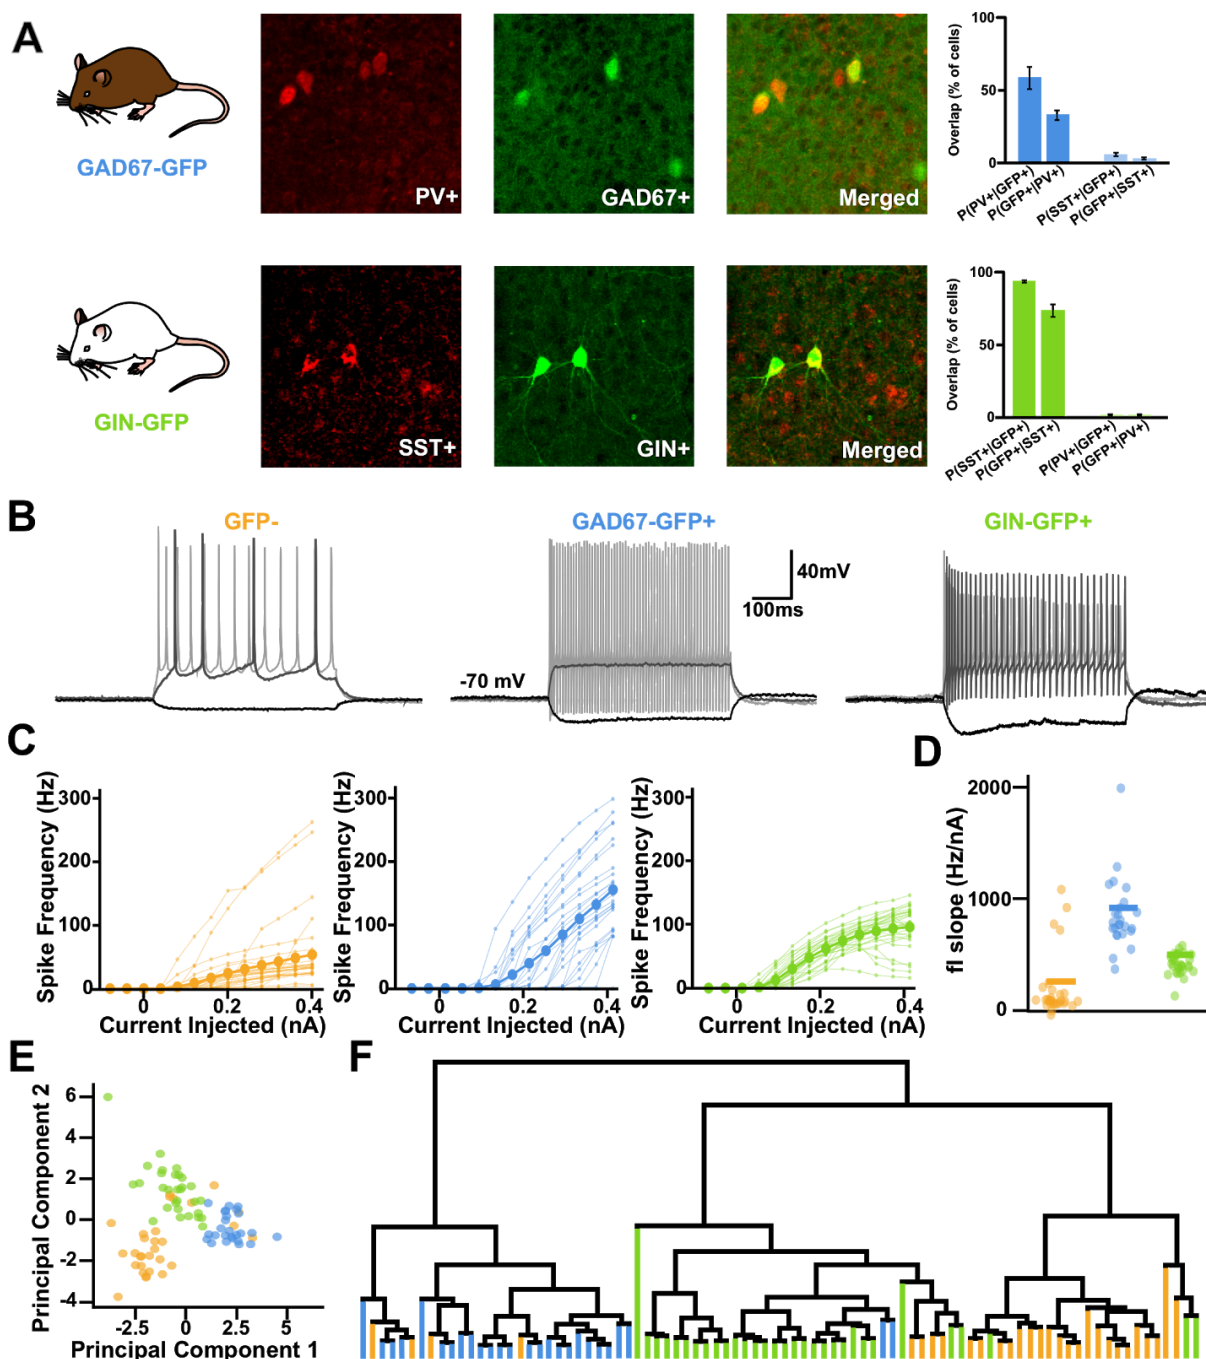 A
GAD67-GFP
PV+
GAD67+
Merged
Overlap (% of cells)
100
50
0
P(PV+|GFP+)
P(GFP+|PV+)
P(SST+|GFP+)
P(GFP+|SST+)
GIN-GFP
SST+
GIN+
Merged
Overlap (% of cells)
100
50
0
P(SST+|GFP+)
P(GFP+|SST+)
P(PV+|GFP+)
P(GFP+|PV+)
B
GFP-
GAD67-GFP+
GIN-GFP+
40mV
100ms
-70 mV
C
Spike Frequency (Hz)
300
200
100
0
0 0.2 0.4
Current Injected (nA)
Spike Frequency (Hz)
300
200
100
0
0 0.2 0.4
Current Injected (nA)
Spike Frequency (Hz)
300
200
100
0
0 0.2 0.4
Current Injected (nA)
D
fI slope (Hz/nA)
2000
1000
0
E
Principal Component 2
6
4
2
0
-2
-4
-2.5 0 2.5 5
Principal Component 1
F